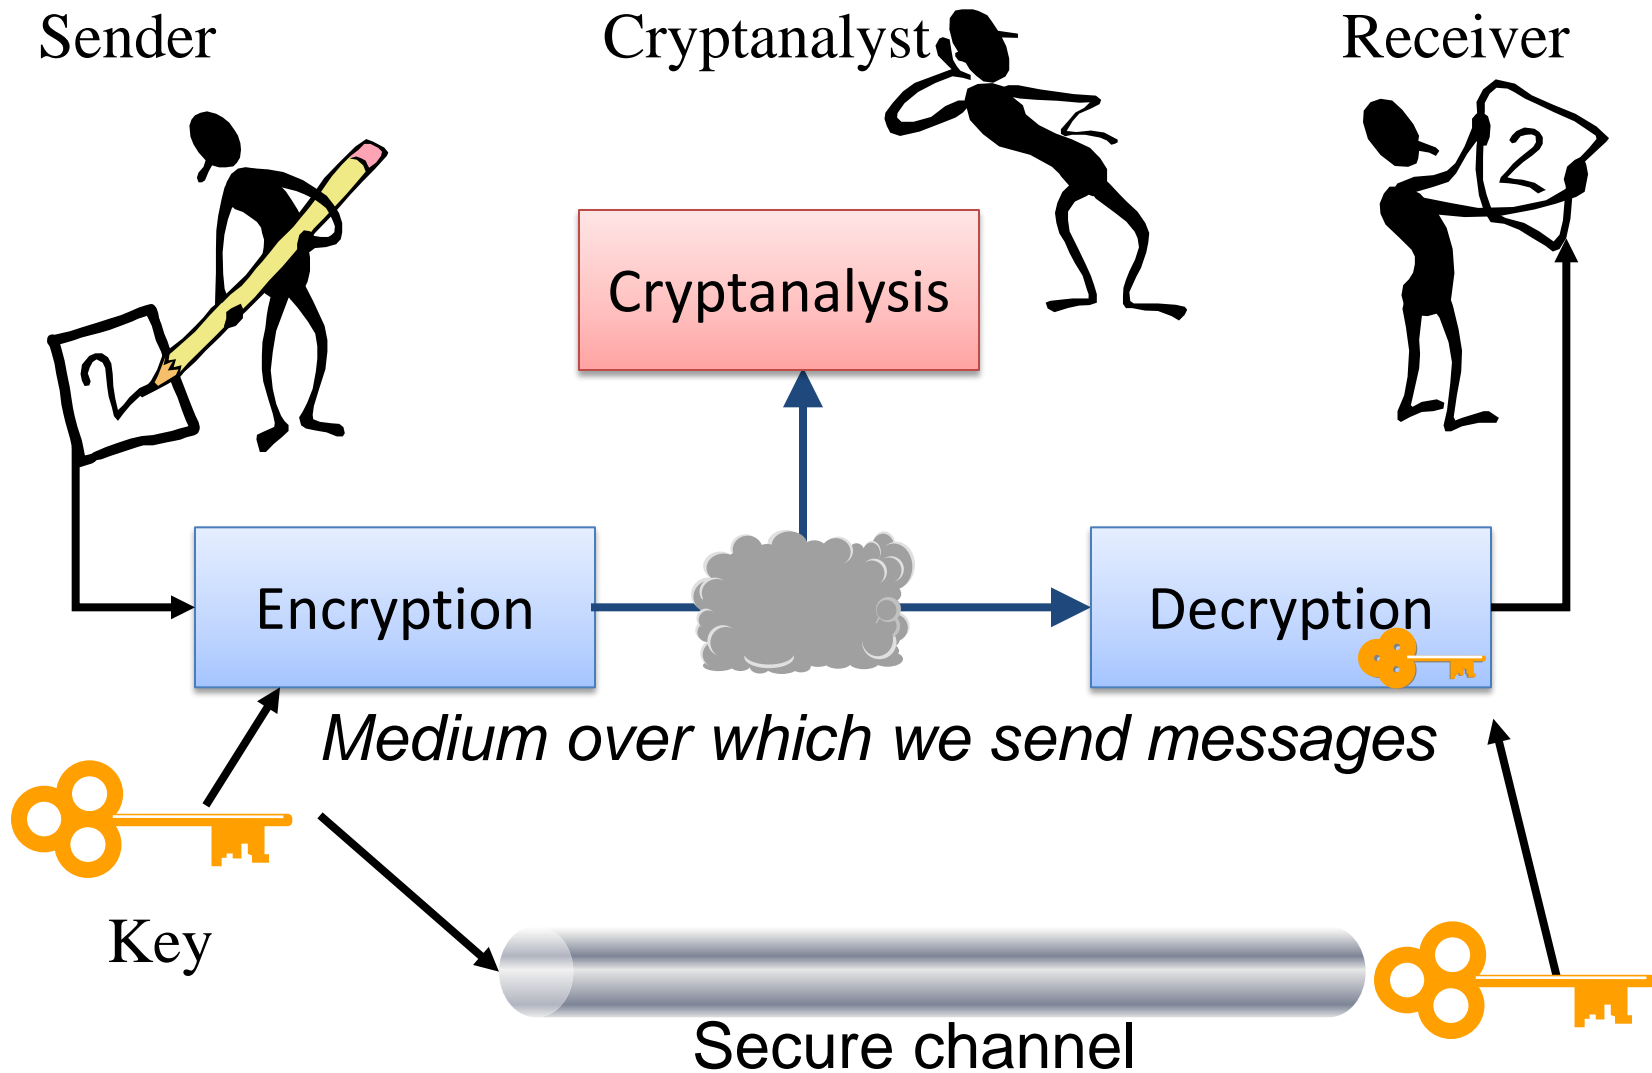 Sender
Cryptanalyst
Receiver
2
2
Cryptanalysis
Encryption
Decryption
Medium over which we send messages
Key
Secure channel